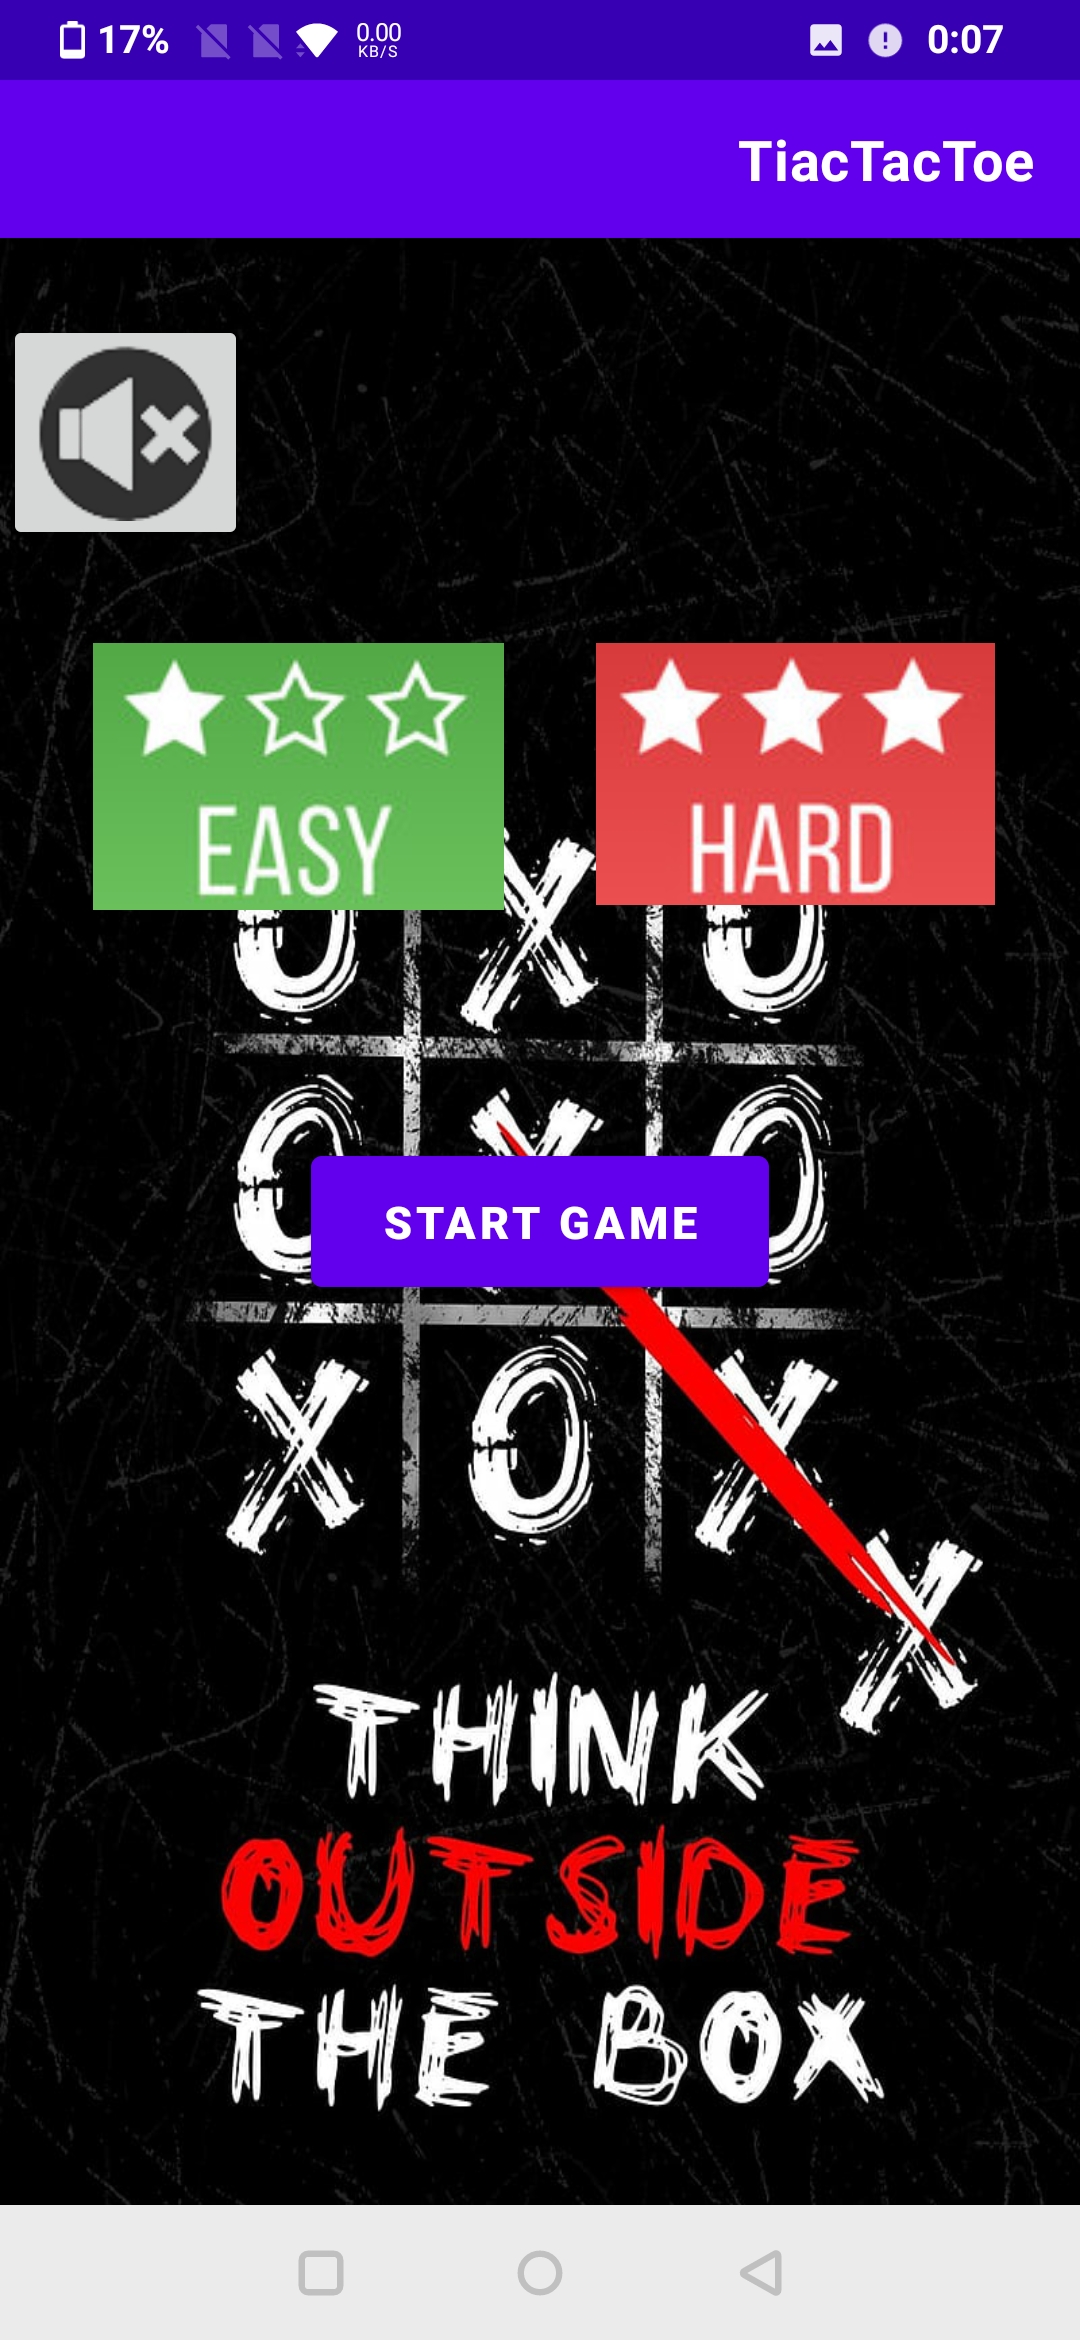 17% 0.00 KB/S 0:07
TiacTacToe
EASY HARD
X
START GAME
X O X
X
THINK
OUTSIDE
THE BOX